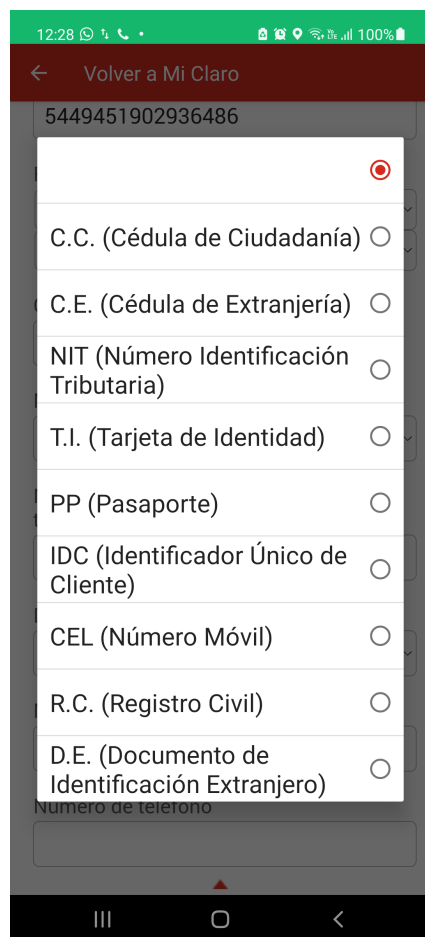 12:28
100%
Volver a Mi Claro
5449451902936486
C.C. (Cédula de Ciudadanía)
C.E. (Cédula de Extranjería)
NIT (Número Identificación
Tributaria)
T.I. (Tarjeta de Identidad)
PP (Pasaporte)
IDC (Identificador Único de
Cliente)
CEL (Número Móvil)
R.C. (Registro Civil)
D.E. (Documento de
Identificación Extranjero)
Número de teléfono